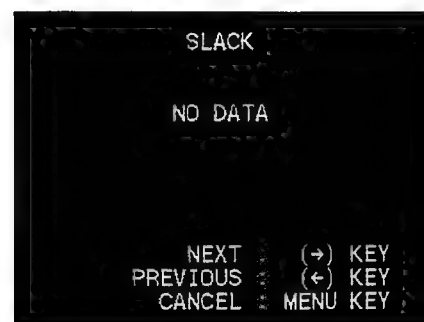 SLACK
NO DATA
NEXT (→) KEY
PREVIOUS (←) KEY
CANCEL MENU KEY